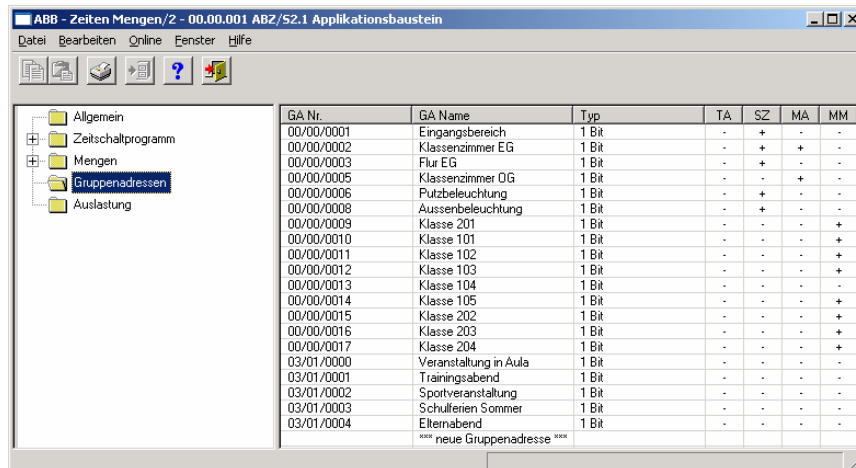 ABB - Zeiten Mengen/2 - 00.00.001 ABZ/S2.1 Applikationsbaustein
Datei Bearbeiten Online Fenster Hilfe
Allgemein
Zeitschaltprogramm
Mengen
Gruppenadressen
Auslastung
GA Nr. GA Name Typ TA SZ MA MM
00/00/0001 Eingangsbereich 1 Bit - + - -
00/00/0002 Klassenzimmer EG 1 Bit - + + -
00/00/0003 Flur EG 1 Bit - + - -
00/00/0005 Klassenzimmer OG 1 Bit - - + -
00/00/0006 Putzbeleuchtung 1 Bit - + - -
00/00/0008 Aussenbeleuchtung 1 Bit - + - -
00/00/0009 Klasse 201 1 Bit - - - +
00/00/0010 Klasse 101 1 Bit - - - +
00/00/0011 Klasse 102 1 Bit - - - +
00/00/0012 Klasse 103 1 Bit - - - +
00/00/0013 Klasse 104 1 Bit - - - -
00/00/0014 Klasse 105 1 Bit - - - +
00/00/0015 Klasse 202 1 Bit - - - +
00/00/0016 Klasse 203 1 Bit - - - +
00/00/0017 Klasse 204 1 Bit - - - +
03/01/0000 Veranstaltung in Aula 1 Bit - - - -
03/01/0001 Trainingsabend 1 Bit - - - -
03/01/0002 Sportveranstaltung 1 Bit - - - -
03/01/0003 Schulferien Sommer 1 Bit - - - -
03/01/0004 Elternabend 1 Bit - - - -
*** neue Gruppenadresse ***